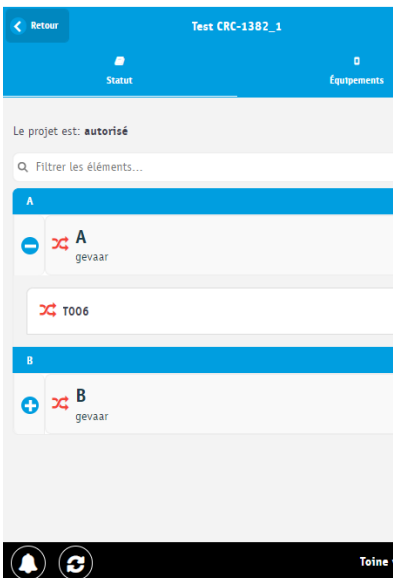 Retour
Test CRC-1382_1
Statut
Équipements
Le projet est: autorisé
Filtrer les éléments...
A
A
gevaar
T006
B
B
gevaar
Toine